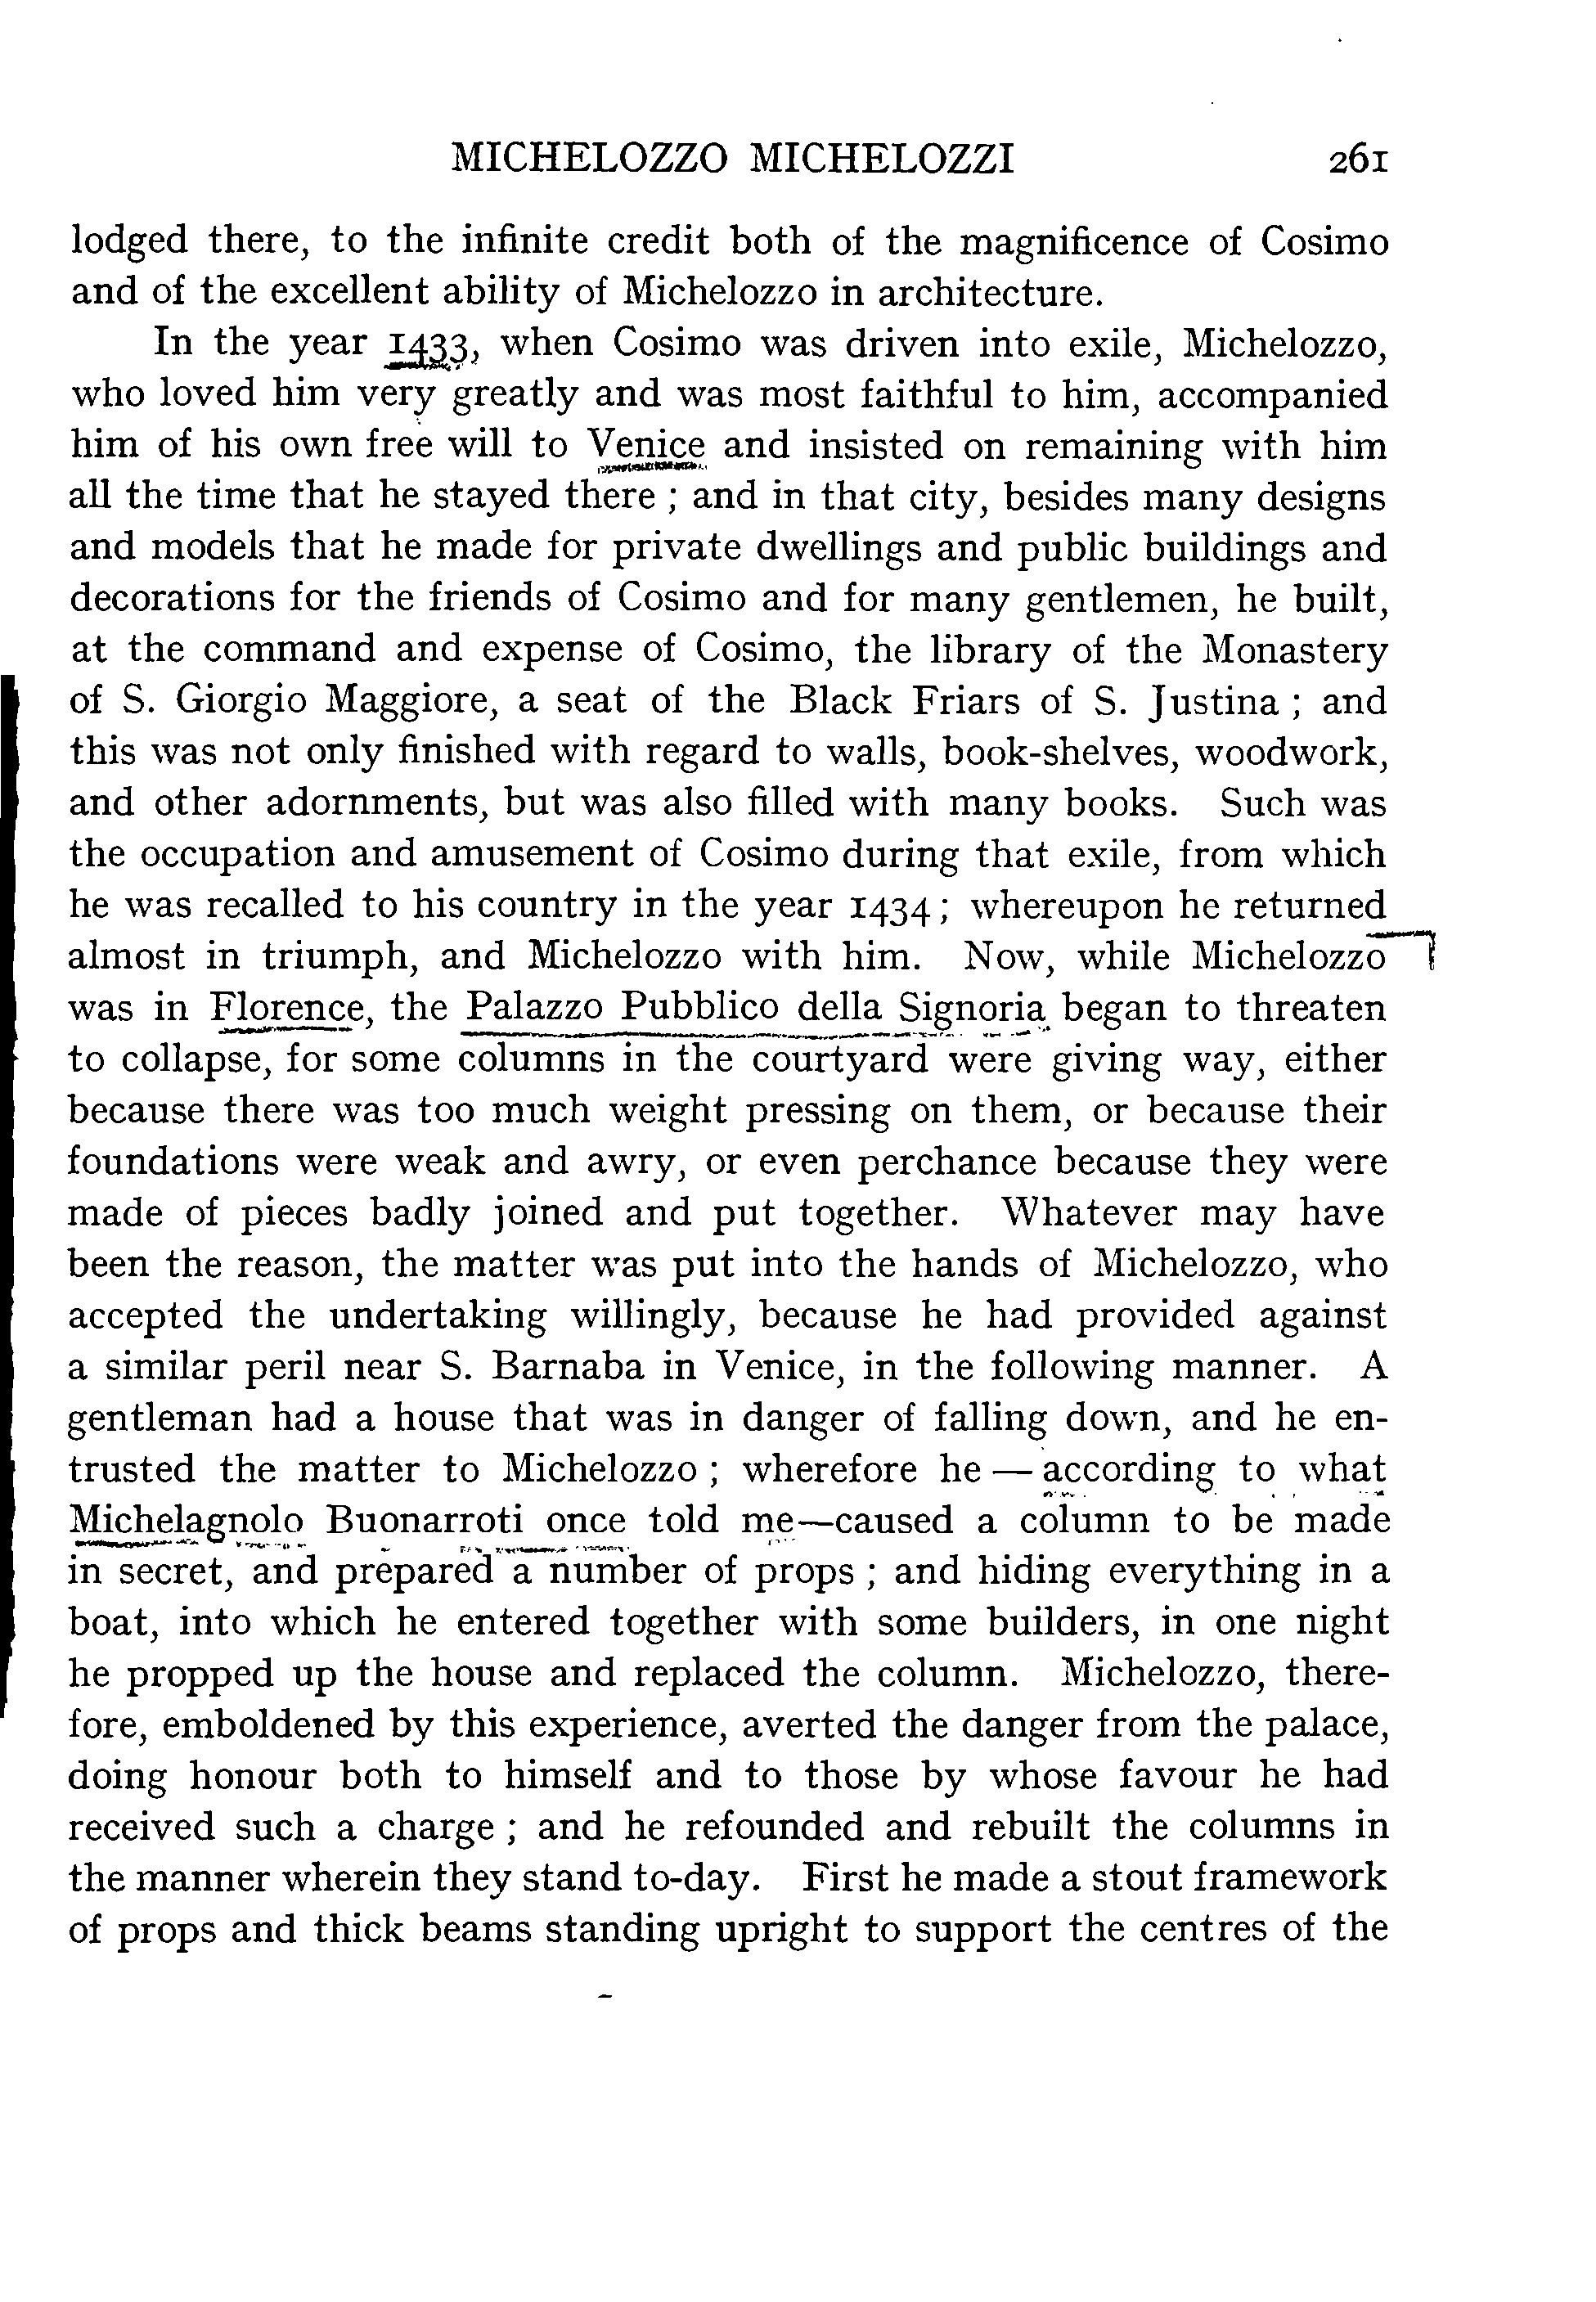 MICHELOZZO MICHELOZZI 261
lodged there, to the infinite credit both of the magnificence of Cosimo
and of the excellent ability of Michelozzo in architecture.
In the year 1433, when Cosimo was driven into exile, Michelozzo,
who loved him very greatly and was most faithful to him, accompanied
him of his own free will to Venice and insisted on remaining with him
all the time that he stayed there ; and in that city, besides many designs
and models that he made for private dwellings and public buildings and
decorations for the friends of Cosimo and for many gentlemen, he built,
at the command and expense of Cosimo, the library of the Monastery
of S. Giorgio Maggiore, a seat of the Black Friars of S. Justina ; and
this was not only finished with regard to walls, book-shelves, woodwork,
and other adornments, but was also filled with many books. Such was
the occupation and amusement of Cosimo during that exile, from which
he was recalled to his country in the year 1434 ; whereupon he returned
almost in triumph, and Michelozzo with him. Now, while Michelozzo
was in Florence, the Palazzo Pubblico della Signoria began to threaten
to collapse, for some columns in the courtyard were giving way, either
because there was too much weight pressing on them, or because their
foundations were weak and awry, or even perchance because they were
made of pieces badly joined and put together. Whatever may have
been the reason, the matter was put into the hands of Michelozzo, who
accepted the undertaking willingly, because he had provided against
a similar peril near S. Barnaba in Venice, in the following manner. A
gentleman had a house that was in danger of falling down, and he en-
trusted the matter to Michelozzo ; wherefore he — according to what
Michelagnolo Buonarroti once told me—caused a column to be made
in secret, and prepared a number of props ; and hiding everything in a
boat, into which he entered together with some builders, in one night
he propped up the house and replaced the column. Michelozzo, there-
fore, emboldened by this experience, averted the danger from the palace,
doing honour both to himself and to those by whose favour he had
received such a charge ; and he refounded and rebuilt the columns in
the manner wherein they stand to-day. First he made a stout framework
of props and thick beams standing upright to support the centres of the